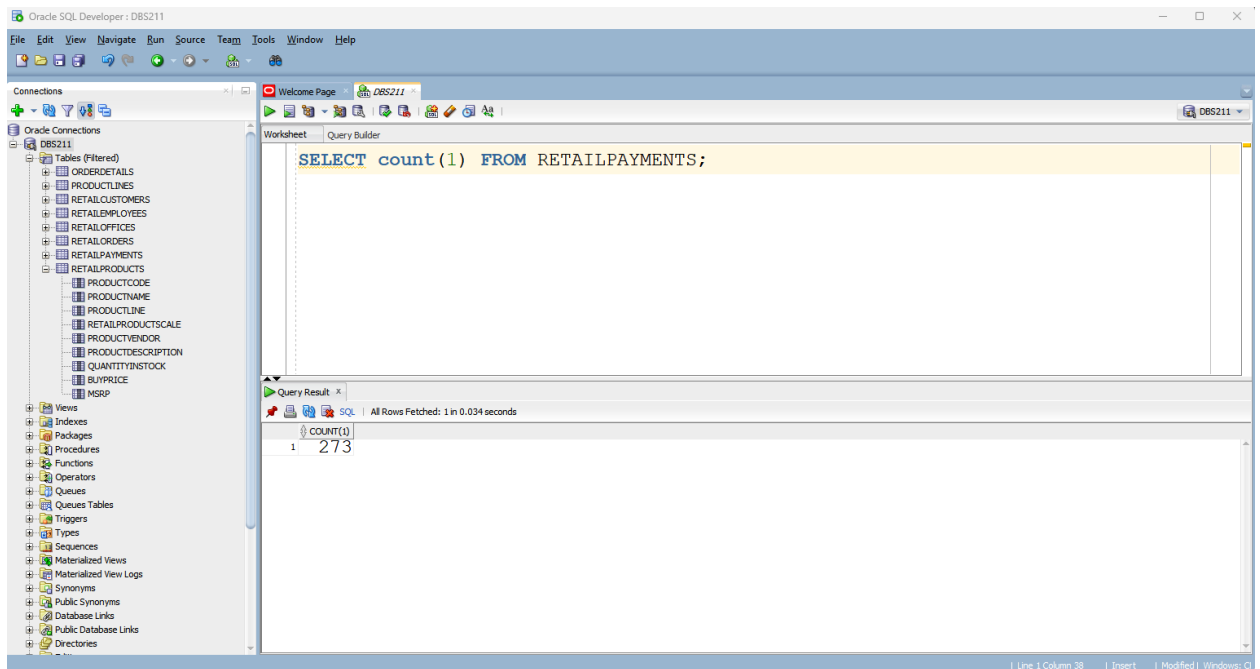 Oracle SQL Developer : DBS211
File Edit View Navigate Run Source Team Tools Window Help
Connections
Welcome Page
DBS211
DBS211
Oracle Connections
DBS211
Tables (Filtered)
ORDERDETAILS
PRODUCTLINES
RETAILCUSTOMERS
RETAILEMPLOYEES
RETAILOFFICES
RETAILORDERS
RETAILPAYMENTS
RETAILPRODUCTS
PRODUCTCODE
PRODUCTNAME
PRODUCTLINE
RETAILPRODUCTSCALE
PRODUCTVENDOR
PRODUCTDESCRIPTION
QUANTITYINSTOCK
BUYPRICE
MSRP
Views
Indexes
Packages
Procedures
Functions
Operators
Queues
Queues Tables
Triggers
Types
Sequences
Materialized Views
Materialized View Logs
Synonyms
Public Synonyms
Database Links
Public Database Links
Directories
Worksheet Query Builder
SELECT count(1) FROM RETAILPAYMENTS;
Query Result x
SQL | All Rows Fetched: 1 in 0.034 seconds
COUNT(1)
1 273
| Line 1 Column 38 | Insert | Modified | Windows: